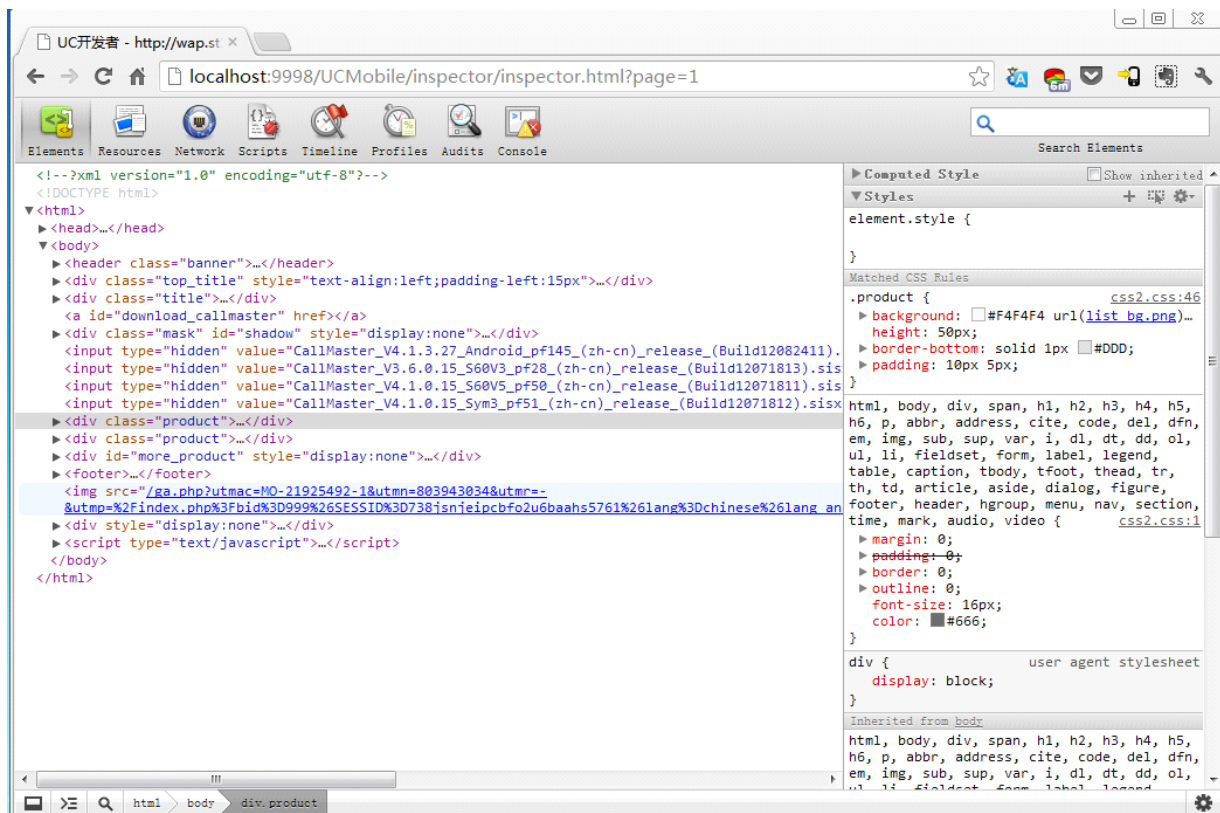 UC开发者 - http://wap.st
localhost:9998/UCMobile/inspector/inspector.html?page=1
6m
Elements Resources Network Scripts Timeline Profiles Audits Console
Search Elements
<!--?xml version="1.0" encoding="utf-8"?-->
<!DOCTYPE html>
▼<html>
▶<head>…</head>
▼<body>
▶<header class="banner">…</header>
▶<div class="top_title" style="text-align:left;padding-left:15px">…</div>
▶<div class="title">…</div>
<a id="download_callmaster" href></a>
▶<div class="mask" id="shadow" style="display:none">…</div>
<input type="hidden" value="CallMaster_V4.1.3.27_Android_pf145_(zh-cn)_release_(Build12082411).
<input type="hidden" value="CallMaster_V3.6.0.15_S60V3_pf28_(zh-cn)_release_(Build12071813).sis
<input type="hidden" value="CallMaster_V4.1.0.15_S60V5_pf50_(zh-cn)_release_(Build12071811).sis
<input type="hidden" value="CallMaster_V4.1.0.15_Sym3_pf51_(zh-cn)_release_(Build12071812).sisx
▶<div class="product">…</div>
▶<div class="product">…</div>
▶<div id="more_product" style="display:none">…</div>
▶<footer>…</footer>
<img src="/ga.php?utmac=MO-21925492-1&utmn=803943034&utmr=-
&utmp=%2Findex.php%3Fbid%3D999%26SESSID%3D738jsnjeipcbfo2u6baahs5761%26lang%3Dchinese%26lang_an
▶<div style="display:none">…</div>
▶<script type="text/javascript">…</script>
</body>
</html>
html body div.product
▶Computed Style Show inherited
▼Styles
element.style {
}
Matched CSS Rules
.product { css2.css:46
▶background: #F4F4F4 url(list_bg.png)…
height: 50px;
▶border-bottom: solid 1px #DDD;
▶padding: 10px 5px;
}
html, body, div, span, h1, h2, h3, h4, h5,
h6, p, abbr, address, cite, code, del, dfn,
em, img, sub, sup, var, i, dl, dt, dd, ol,
ul, li, fieldset, form, label, legend,
table, caption, tbody, tfoot, thead, tr,
th, td, article, aside, dialog, figure,
footer, header, hgroup, menu, nav, section,
time, mark, audio, video { css2.css:1
▶margin: 0;
▶padding: 0;
▶border: 0;
▶outline: 0;
font-size: 16px;
color: #666;
}
div { user agent stylesheet
display: block;
}
Inherited from body
html, body, div, span, h1, h2, h3, h4, h5,
h6, p, abbr, address, cite, code, del, dfn,
em, img, sub, sup, var, i, dl, dt, dd, ol,
ul, li, fieldset, form, label, legend,